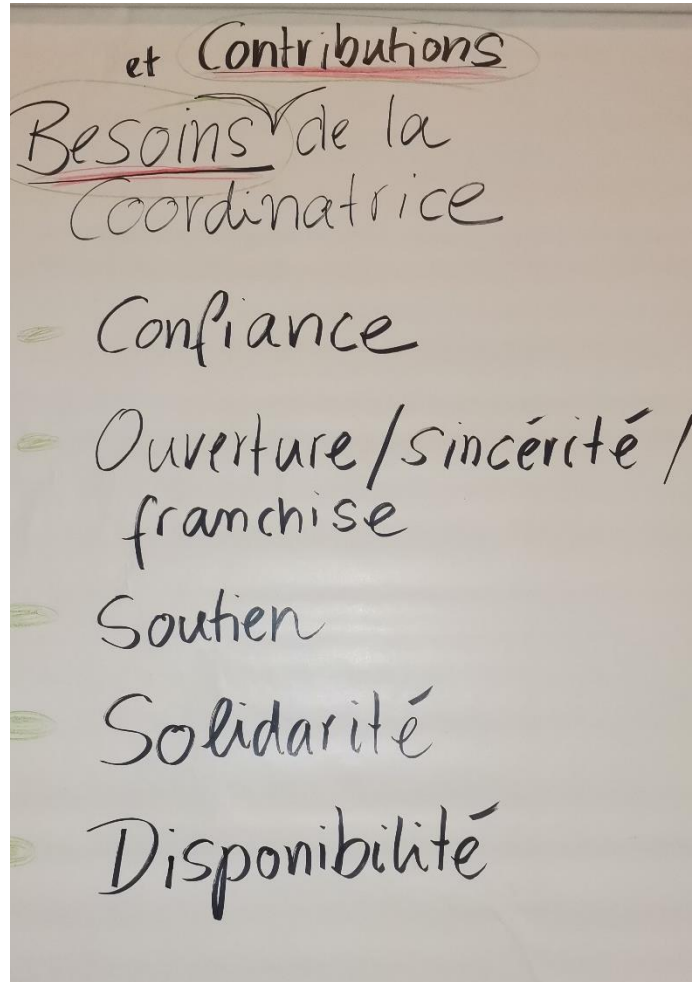 et Contributions
Besoins de la
Coordinatrice
Confiance
Ouverture/sincérité/
franchise
Soutien
Solidarité
Disponibilité